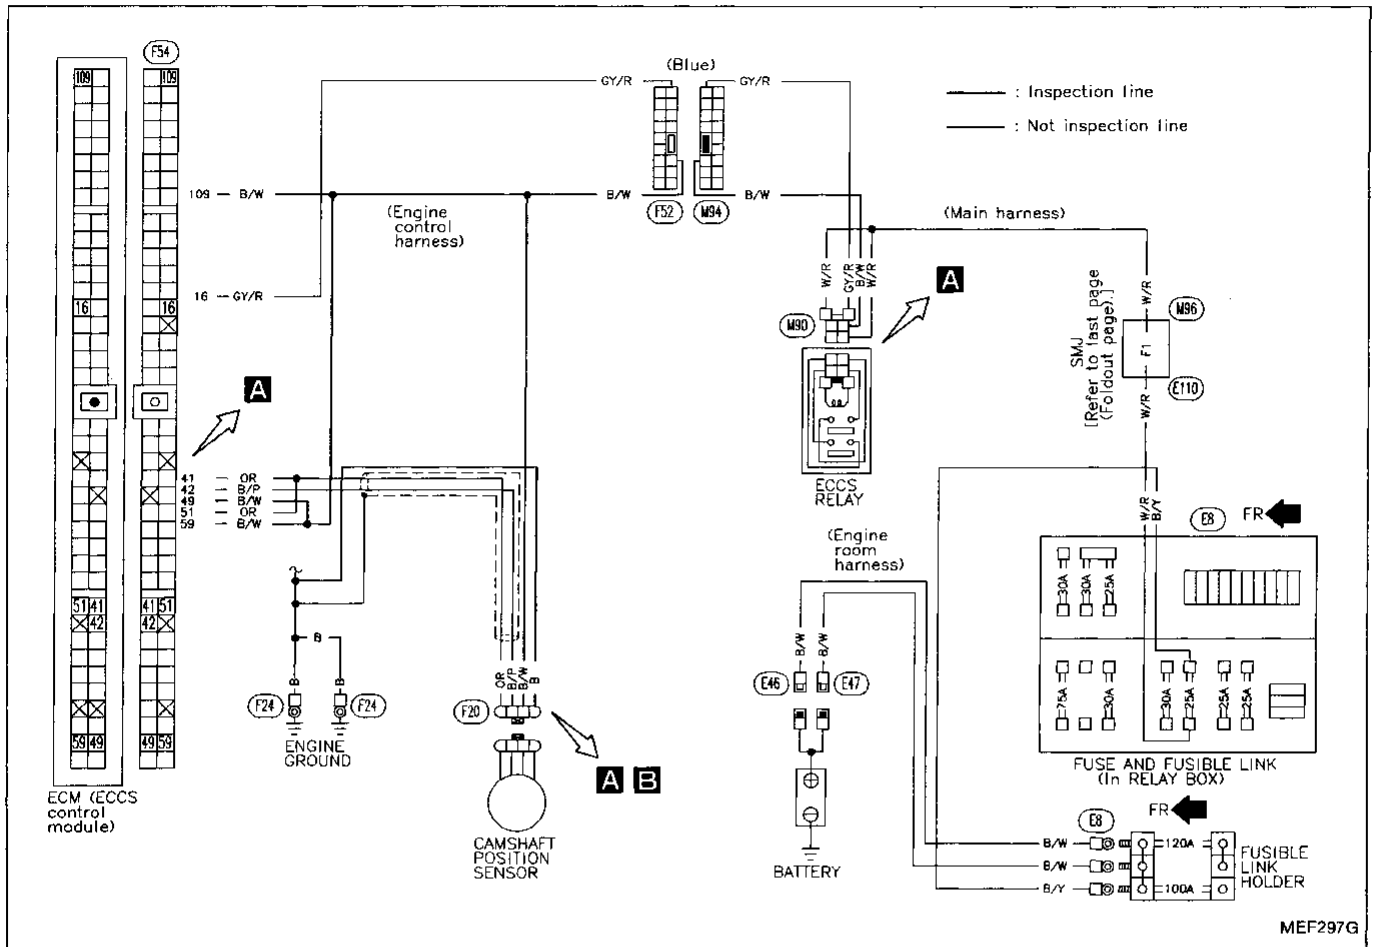 F54
109
109
(Blue)
GY/R
GY/R
: Inspection line
: Not inspection line
109 B/W
B/W
B/W
F52
M94
(Engine
control
harness)
(Main harness)
16 GY/R
16
16
W/R
GY/R
B/W
W/R
W/R
A
M90
M96
SMJ
[Refer to last page
(Foldout page).]
F1
E110
W/R
A
ECCS
RELAY
41 OR
42 B/P
49 B/W
51 OR
59 B/W
W/R
B/Y
E8
FR
(Engine
room
harness)
30A
30A
25A
51 41
42
41 51
42
B
B
B
B/W
B/W
OR
B/P
B/W
B
E46
E47
75A
30A
30A
25A
25A
25A
F24
F24
F20
59 49
49 59
ENGINE
GROUND
A B
FUSE AND FUSIBLE LINK
(In RELAY BOX)
ECM (ECCS
control
module)
FR
E8
CAMSHAFT
POSITION
SENSOR
BATTERY
B/W
120A
B/W
B/Y
100A
FUSIBLE
LINK
HOLDER
MEF297G